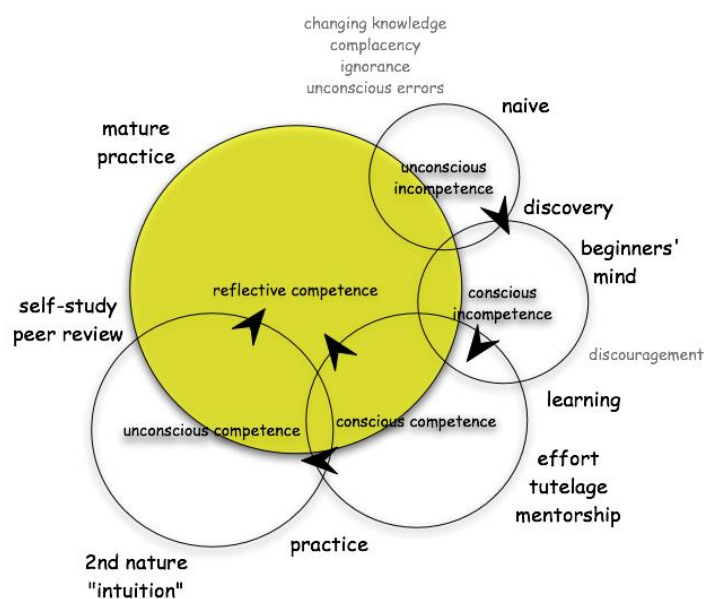 changing knowledge
complacency
ignorance
unconscious errors
naive
mature
practice
unconscious
incompetence
discovery
beginners'
mind
reflective competence
conscious
incompetence
self-study
peer review
discouragement
learning
unconscious competence
conscious competence
effort
tutelage
mentorship
practice
2nd nature
"intuition"